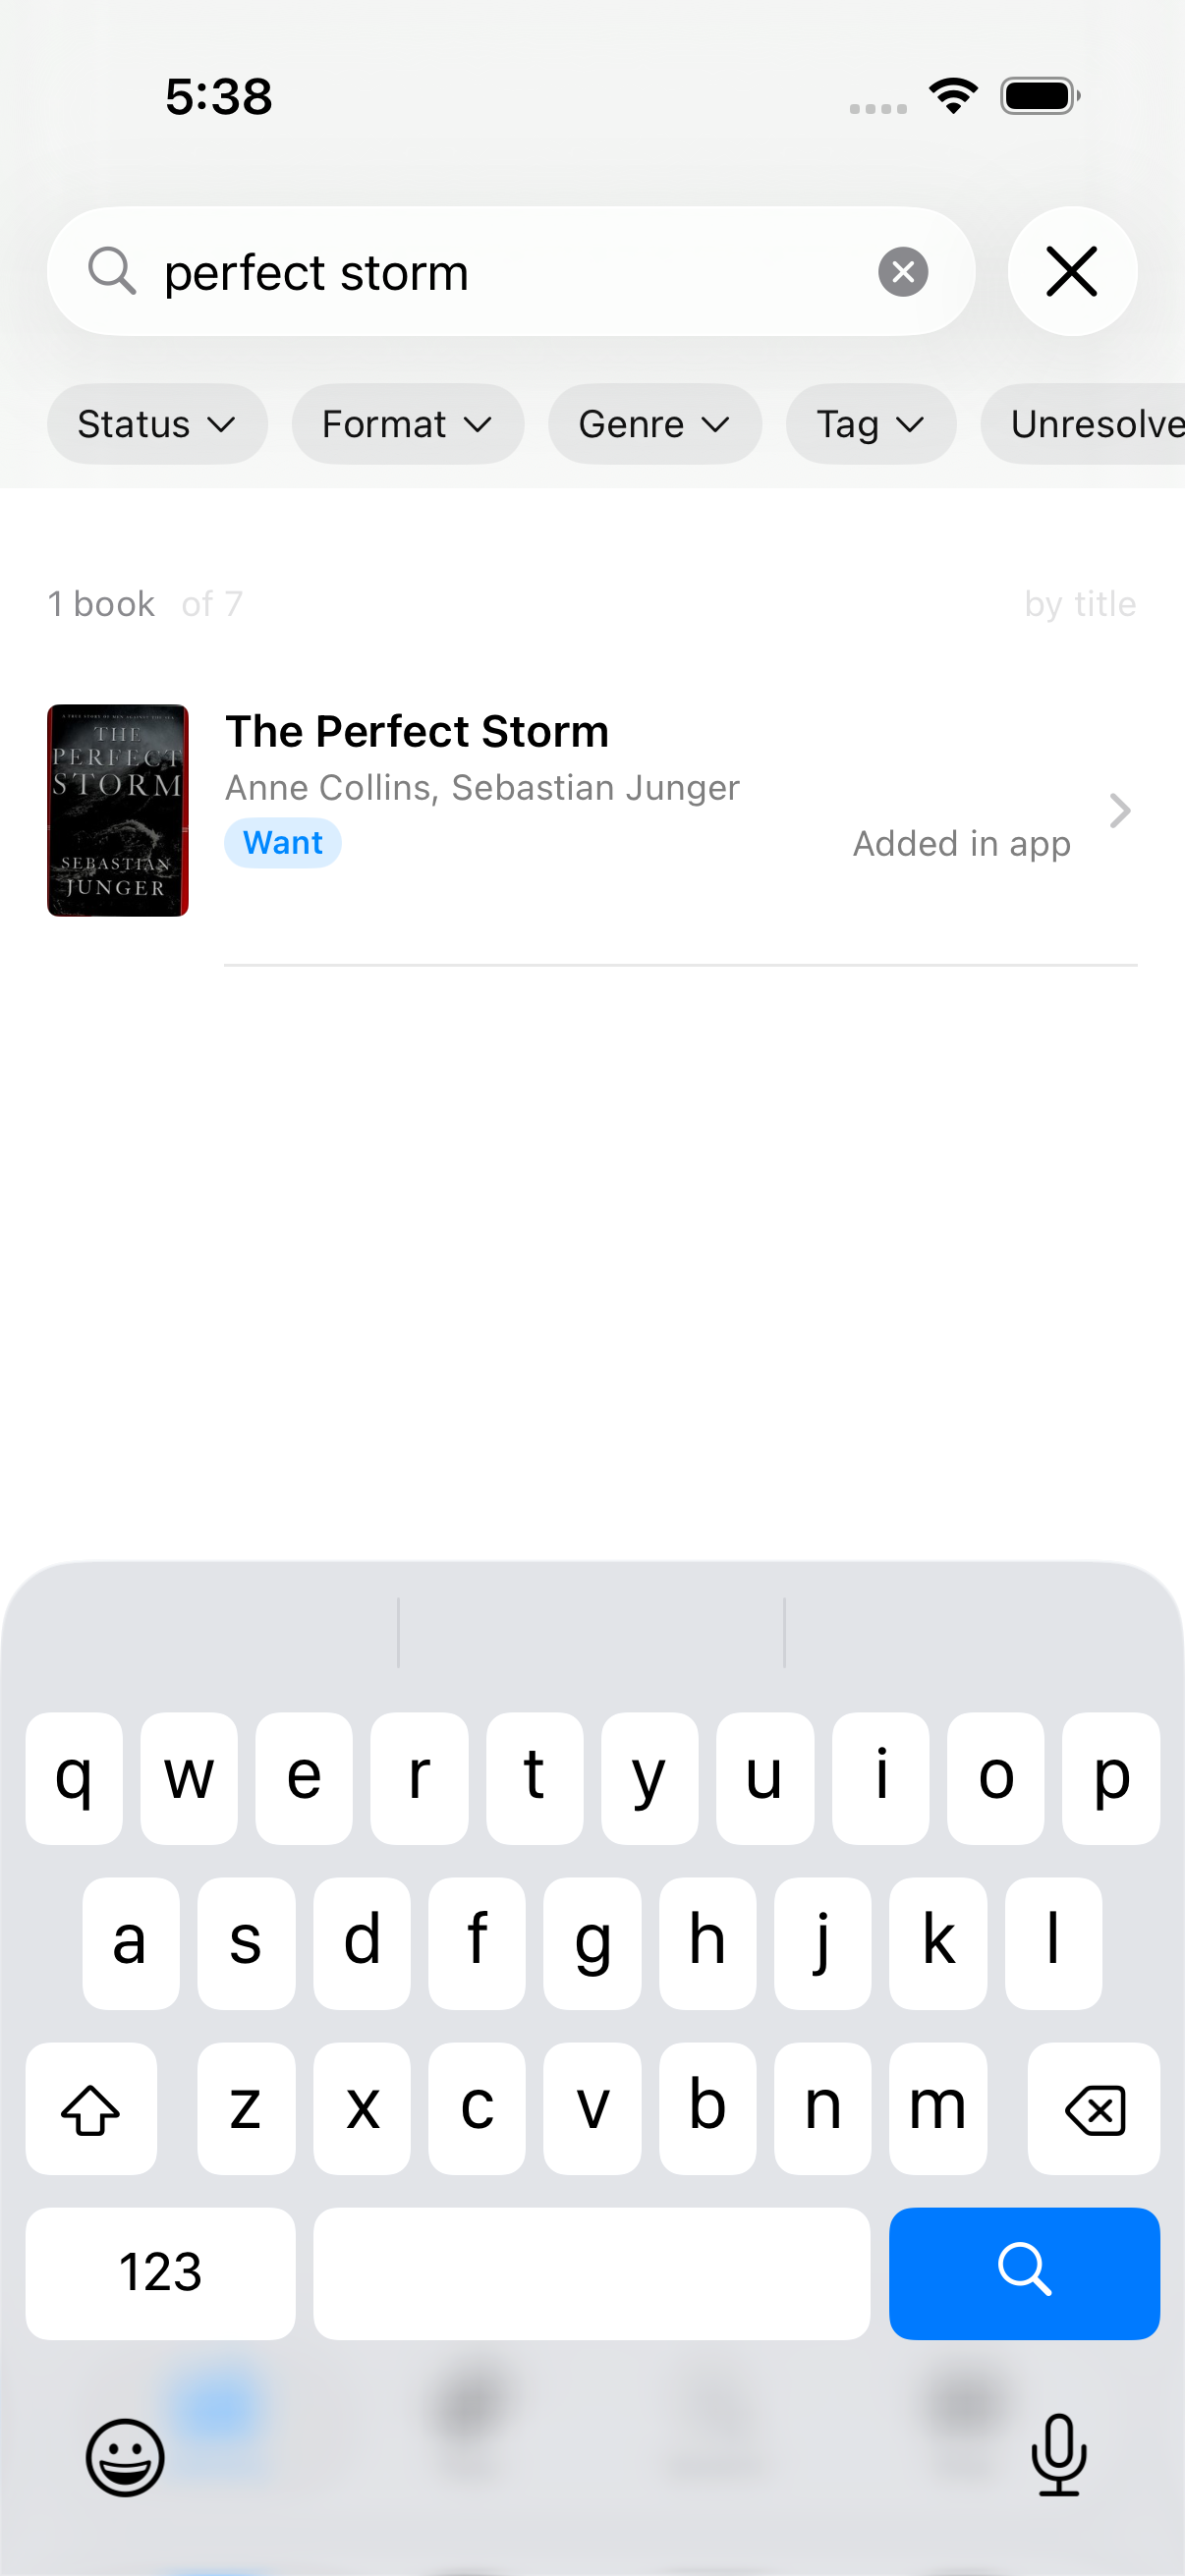 5:38
perfect storm
Status
Format
Genre
Tag
Unresolve
1 book of 7
by title
THE
PERFECT
STORM
SEBASTIAN
JUNGER
The Perfect Storm
Anne Collins, Sebastian Junger
Want
Added in app
q w e r t y u i o p
a s d f g h j k l
z x c v b n m
123